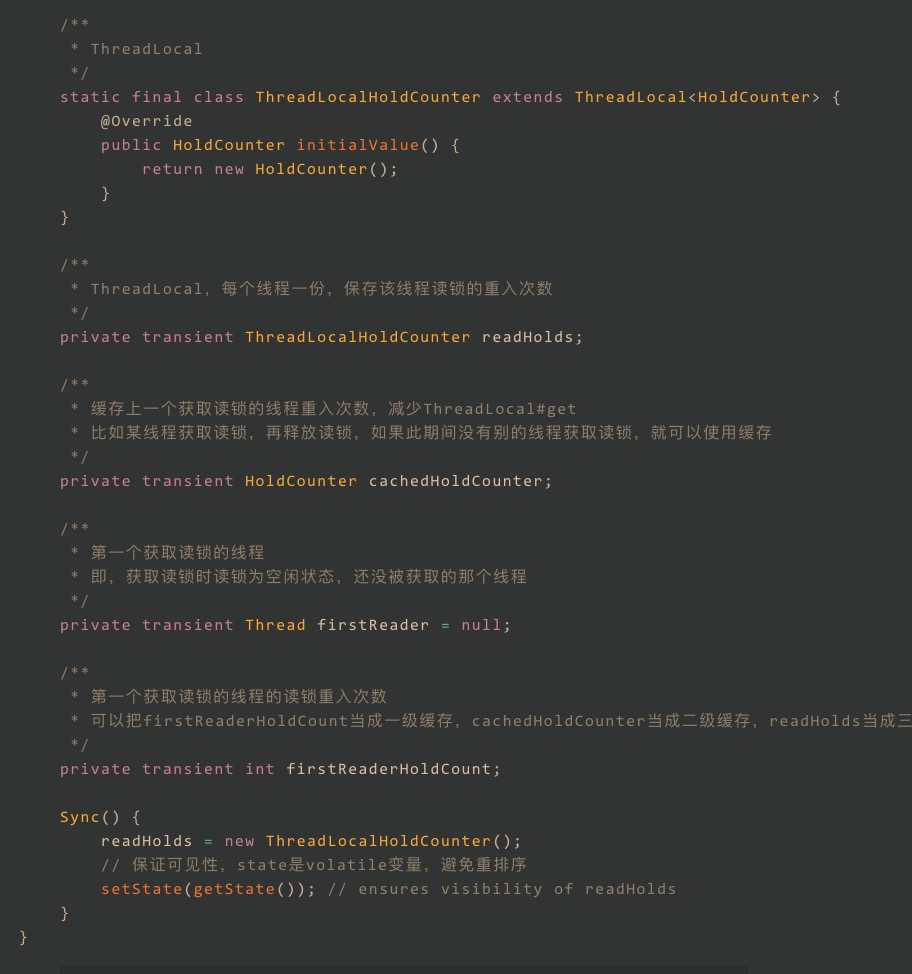 /**
 * ThreadLocal
 */
static final class ThreadLocalHoldCounter extends ThreadLocal<HoldCounter> {
    @Override
    public HoldCounter initialValue() {
        return new HoldCounter();
    }
}
/**
 * ThreadLocal，每个线程一份，保存该线程读锁的重入次数
 */
private transient ThreadLocalHoldCounter readHolds;
/**
 * 缓存上一个获取读锁的线程重入次数，减少ThreadLocal#get
 * 比如某线程获取读锁，再释放读锁，如果此期间没有别的线程获取读锁，就可以使用缓存
 */
private transient HoldCounter cachedHoldCounter;
/**
 * 第一个获取读锁的线程
 * 即，获取读锁时读锁为空闲状态，还没被获取的那个线程
 */
private transient Thread firstReader = null;
/**
 * 第一个获取读锁的线程的读锁重入次数
 * 可以把firstReaderHoldCount当成一级缓存，cachedHoldCounter当成二级缓存，readHolds当成三
 */
private transient int firstReaderHoldCount;
Sync() {
    readHolds = new ThreadLocalHoldCounter();
    // 保证可见性，state是volatile变量，避免重排序
    setState(getState()); // ensures visibility of readHolds
}
}